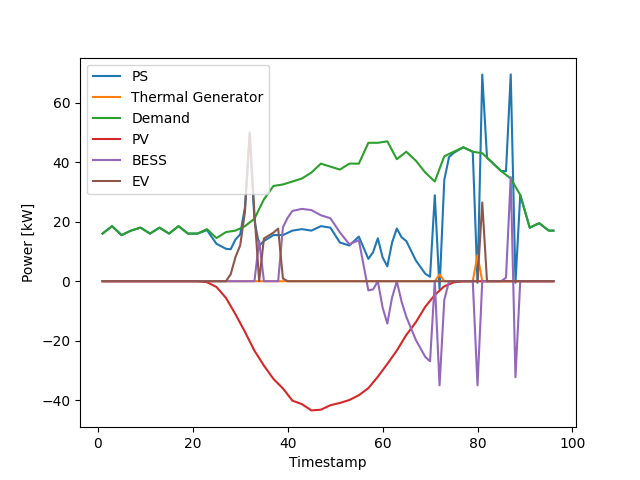 PS
Thermal Generator
Demand
PV
BESS
EV
Power [kW]
60
40
20
0
−20
−40
0 20 40 60 80 100
Timestamp